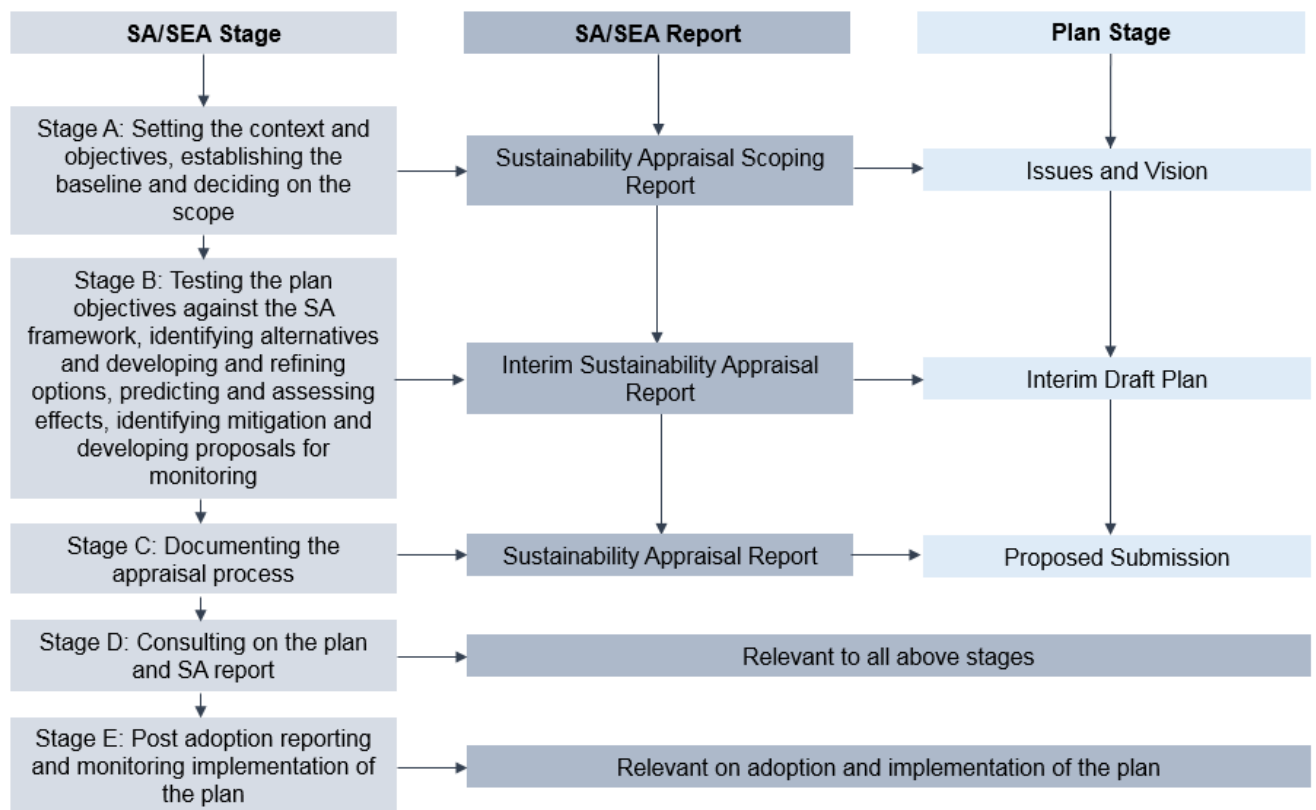 SA/SEA Stage
SA/SEA Report
Plan Stage
Stage A: Setting the context and
objectives, establishing the
baseline and deciding on the
scope
Sustainability Appraisal Scoping
Report
Issues and Vision
Stage B: Testing the plan
objectives against the SA
framework, identifying alternatives
and developing and refining
options, predicting and assessing
effects, identifying mitigation and
developing proposals for
monitoring
Interim Sustainability Appraisal
Report
Interim Draft Plan
Stage C: Documenting the
appraisal process
Sustainability Appraisal Report
Proposed Submission
Stage D: Consulting on the plan
and SA report
Relevant to all above stages
Stage E: Post adoption reporting
and monitoring implementation of
the plan
Relevant on adoption and implementation of the plan